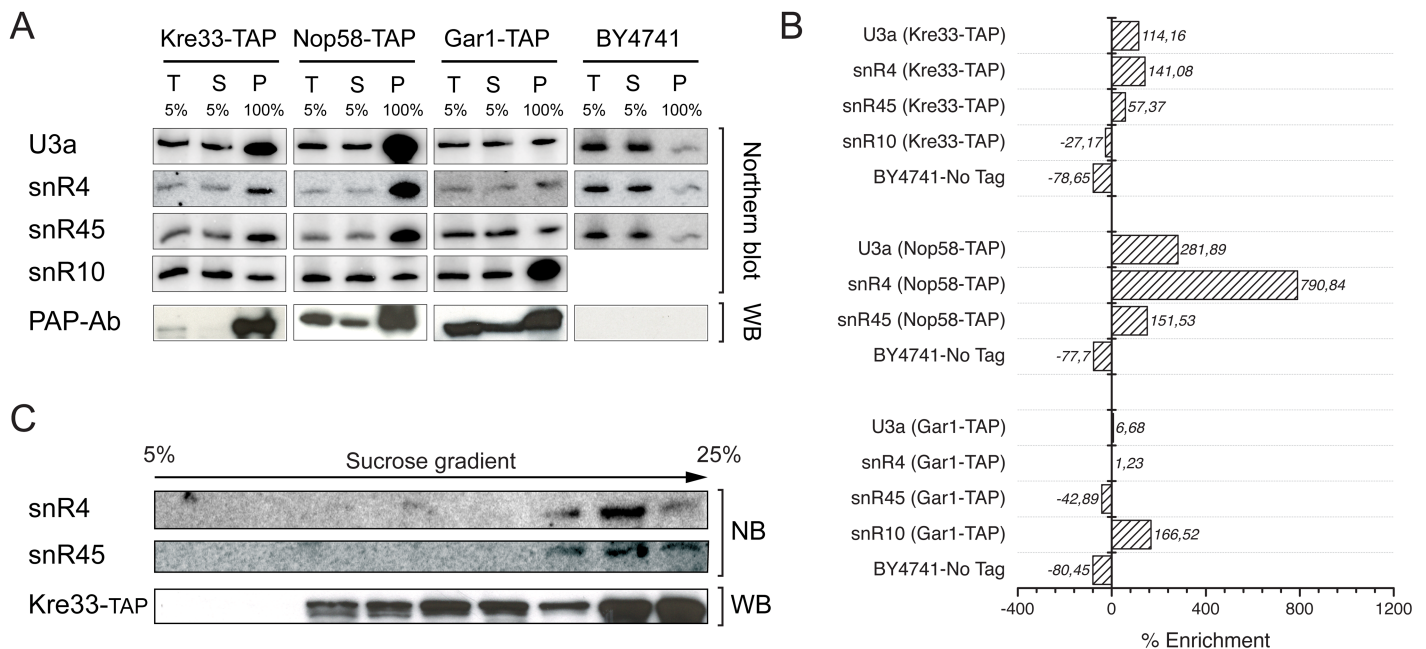 A
Kre33-TAP Nop58-TAP Gar1-TAP BY4741
T S P T S P T S P T S P
5% 5% 100% 5% 5% 100% 5% 5% 100% 5% 5% 100%
U3a
snR4
snR45
snR10
PAP-Ab
Northern blot
WB
B
U3a (Kre33-TAP) 114,16
snR4 (Kre33-TAP) 141,08
snR45 (Kre33-TAP) 57,37
snR10 (Kre33-TAP) -27,17
BY4741-No Tag -78,65
U3a (Nop58-TAP) 281,89
snR4 (Nop58-TAP) 790,84
snR45 (Nop58-TAP) 151,53
BY4741-No Tag -77,7
U3a (Gar1-TAP) 6,68
snR4 (Gar1-TAP) 1,23
snR45 (Gar1-TAP) -42,89
snR10 (Gar1-TAP) 166,52
BY4741-No Tag -80,45
-400 0 400 800 1200
% Enrichment
C
5% Sucrose gradient 25%
snR4
snR45
NB
Kre33-TAP WB